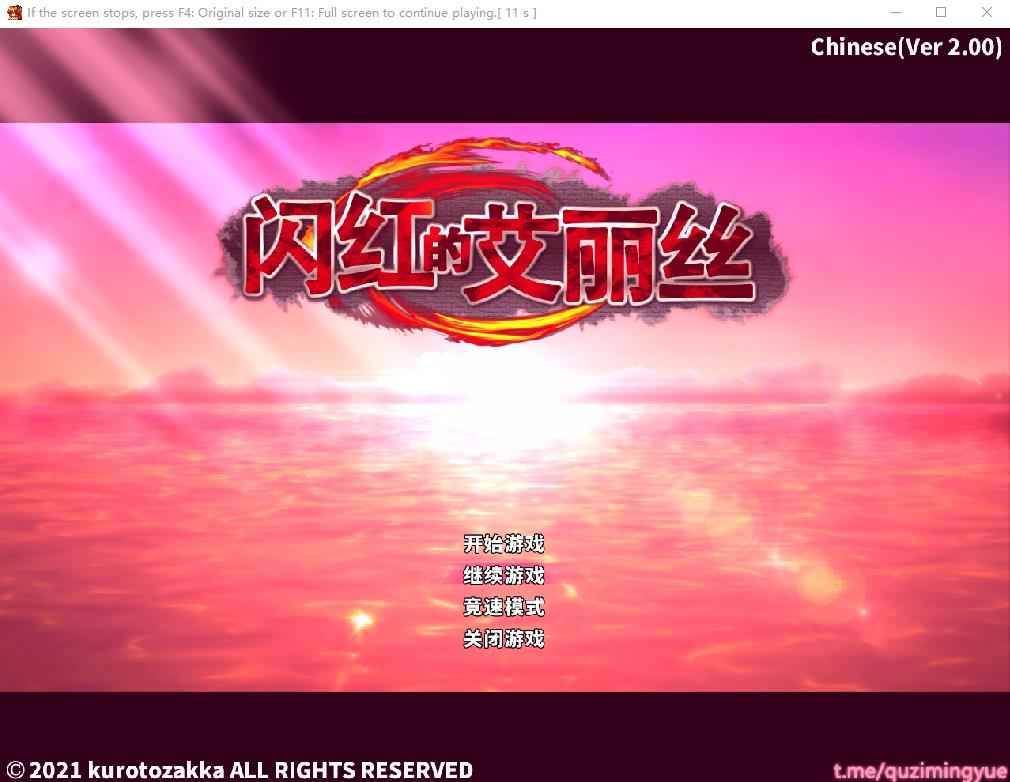 If the screen stops, press F4: Original size or F11: Full screen to continue playing.[ 11 s ]
Chinese(Ver 2.00)
闪红的艾丽丝
开始游戏
继续游戏
竞速模式
关闭游戏
© 2021 kurotozakka ALL RIGHTS RESERVED
t.me/quzimingyue